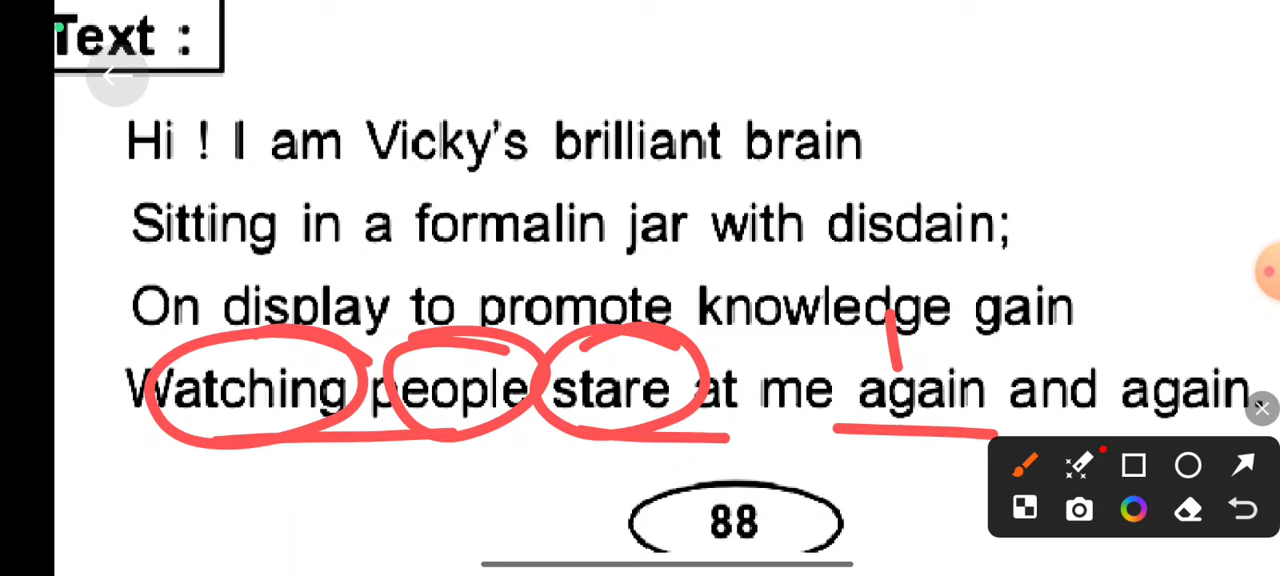 Text :
Hi ! I am Vicky's brilliant brain
Sitting in a formalin jar with disdain;
On display to promote knowledge gain
Watching people stare at me again and again.
88